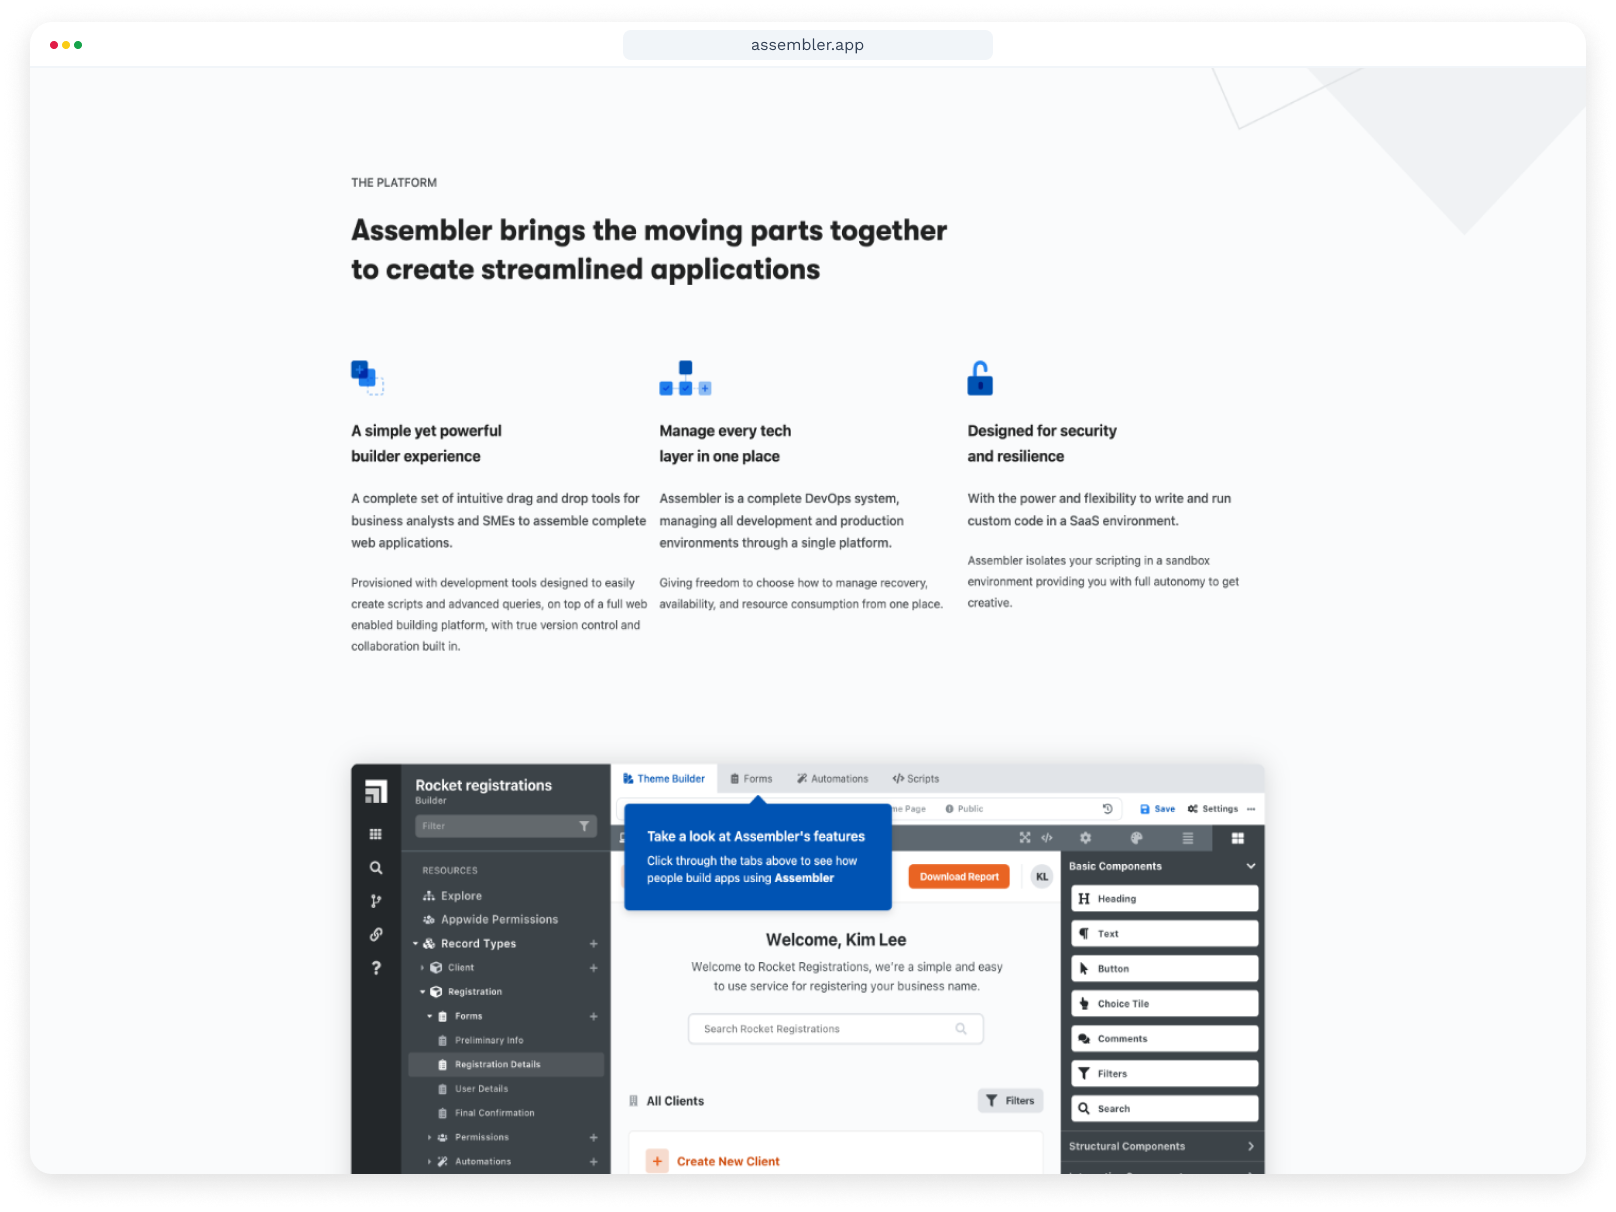 assembler.app
THE PLATFORM
Assembler brings the moving parts together
to create streamlined applications
A simple yet powerful
builder experience
A complete set of intuitive drag and drop tools for
business analysts and SMEs to assemble complete
web applications.
Provisioned with development tools designed to easily
create scripts and advanced queries, on top of a full web
enabled building platform, with true version control and
collaboration built in.
Manage every tech
layer in one place
Assembler is a complete DevOps system,
managing all development and production
environments through a single platform.
Giving freedom to choose how to manage recovery,
availability, and resource consumption from one place.
Designed for security
and resilience
With the power and flexibility to write and run
custom code in a SaaS environment.
Assembler isolates your scripting in a sandbox
environment providing you with full autonomy to get
creative.
Rocket registrations
Builder
Filter
RESOURCES
Explore
Appwide Permissions
Record Types
Client
Registration
Forms
Preliminary Info
Registration Details
User Details
Final Confirmation
Permissions
Automations
Theme Builder
Forms
Automations
Scripts
Page
Public
Save
Settings
Take a look at Assembler's features
Click through the tabs above to see how
people build apps using Assembler
Download Report
KL
Welcome, Kim Lee
Welcome to Rocket Registrations, we're a simple and easy
to use service for registering your business name.
Search Rocket Registrations
All Clients
Filters
Create New Client
Basic Components
Heading
Text
Button
Choice Tile
Comments
Filters
Search
Structural Components